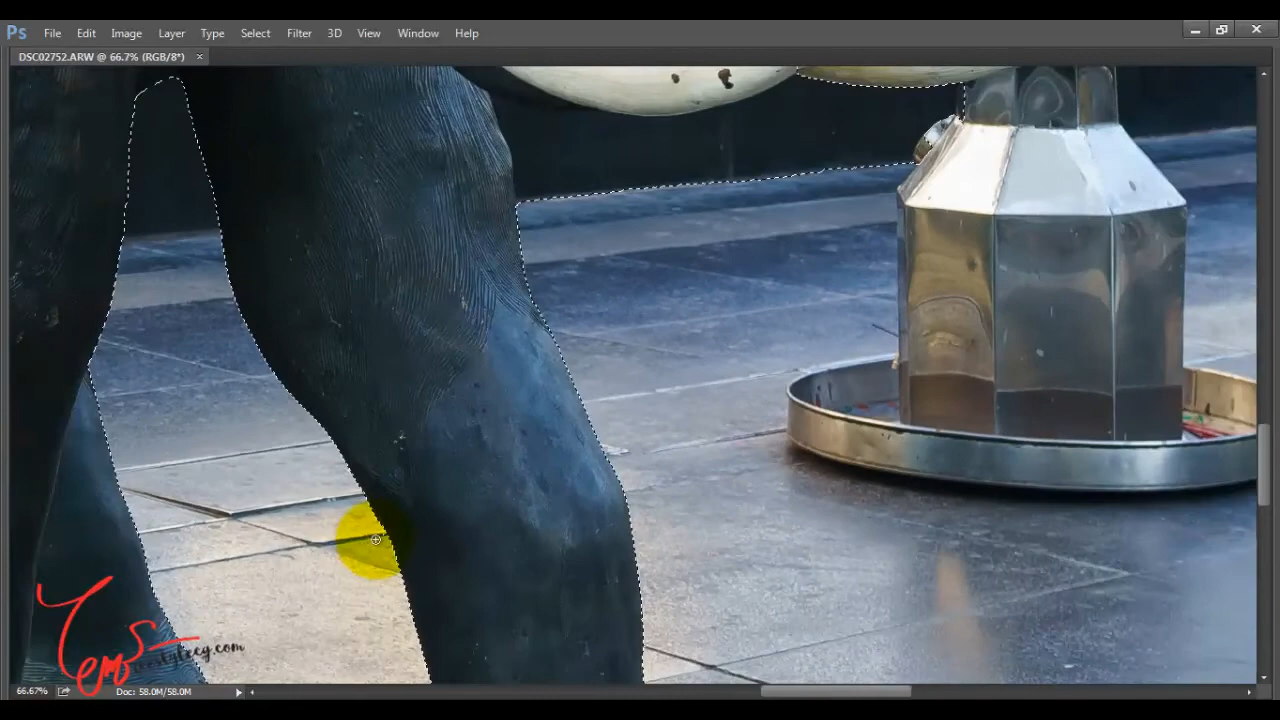 Ps File Edit Image Layer Type Select Filter 3D View Window Help
DSC02752.ARW @ 66.7% (RGB/8*) ×
66.67% Doc: 58.0M/58.0M